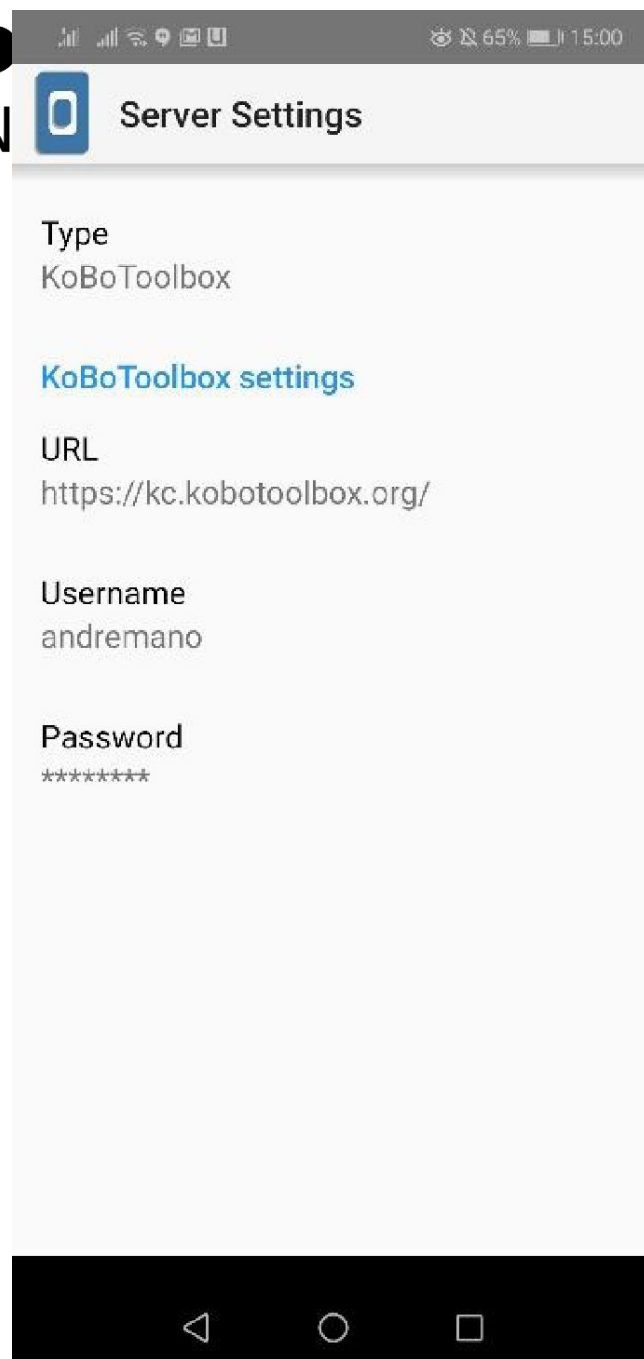 65% 15:00
Server Settings
Type
KoBoToolbox
KoBoToolbox settings
URL
https://kc.kobotoolbox.org/
Username
andremano
Password
********